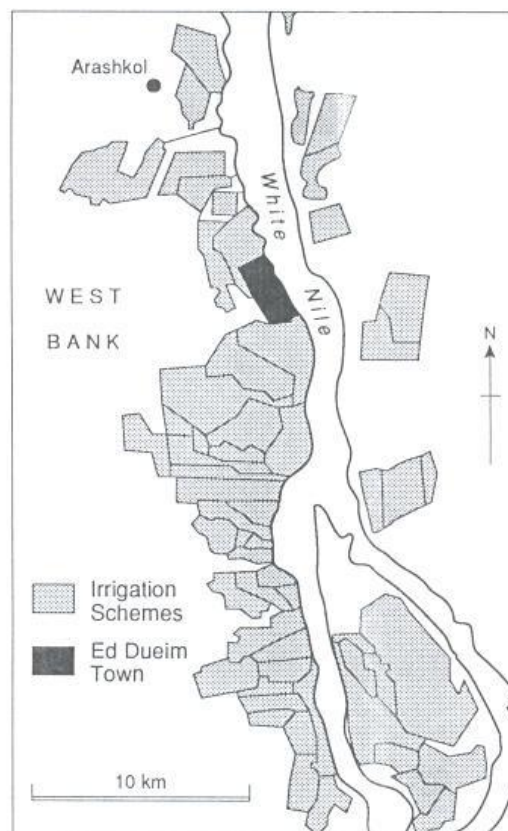 Arashkol
White
Nile
WEST
BANK
N
Irrigation
Schemes
Ed Dueim
Town
10 km